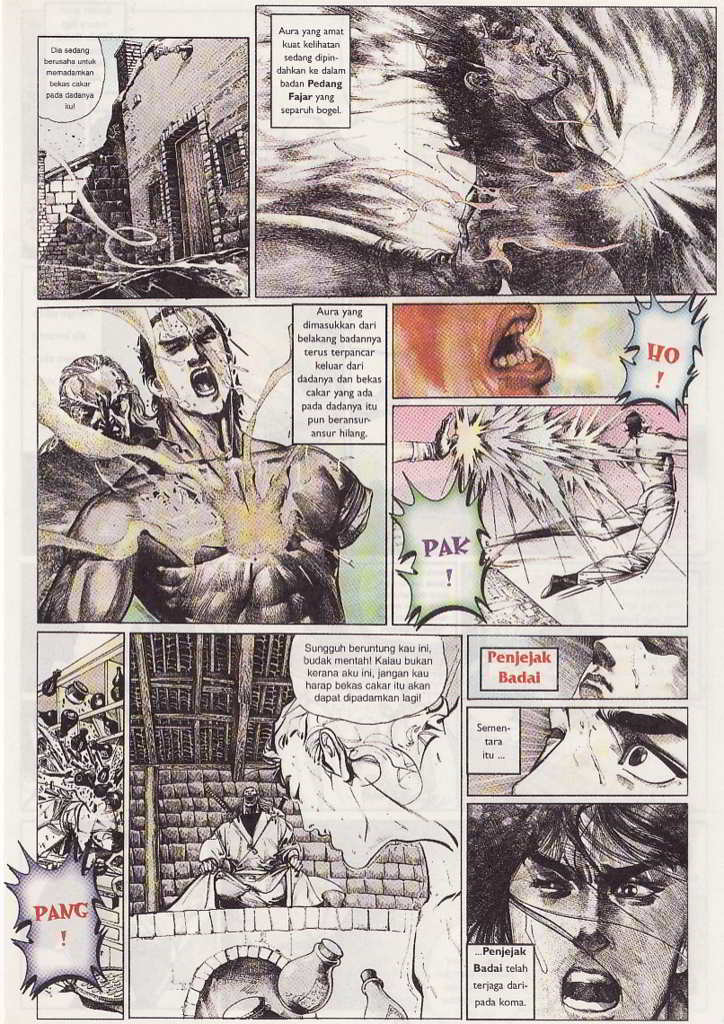 Dia sedang
berusaha untuk
memadamkan
bekas cakar
pada dadanya
itu!
Aura yang amat
kuat kelihatan
sedang dipin-
dahkan ke dalam
badan Pedang
Fajar yang
separuh bogel.
Aura yang
dimasukkan dari
belakang badannya
terus terpancar
keluar dari
dadanya dan bekas
cakar yang ada
pada dadanya itu
pun beransur-
ansur hilang.
HO
!
PAK
!
PANG
!
Sungguh beruntung kau ini,
budak mentah! Kalau bukan
kerana aku ini, jangan kau
harap bekas cakar itu akan
dapat dipadamkan lagi!
Penjejak
Badai
Semen-
tara
itu ...
...Penjejak
Badai telah
terjaga dari-
pada koma.